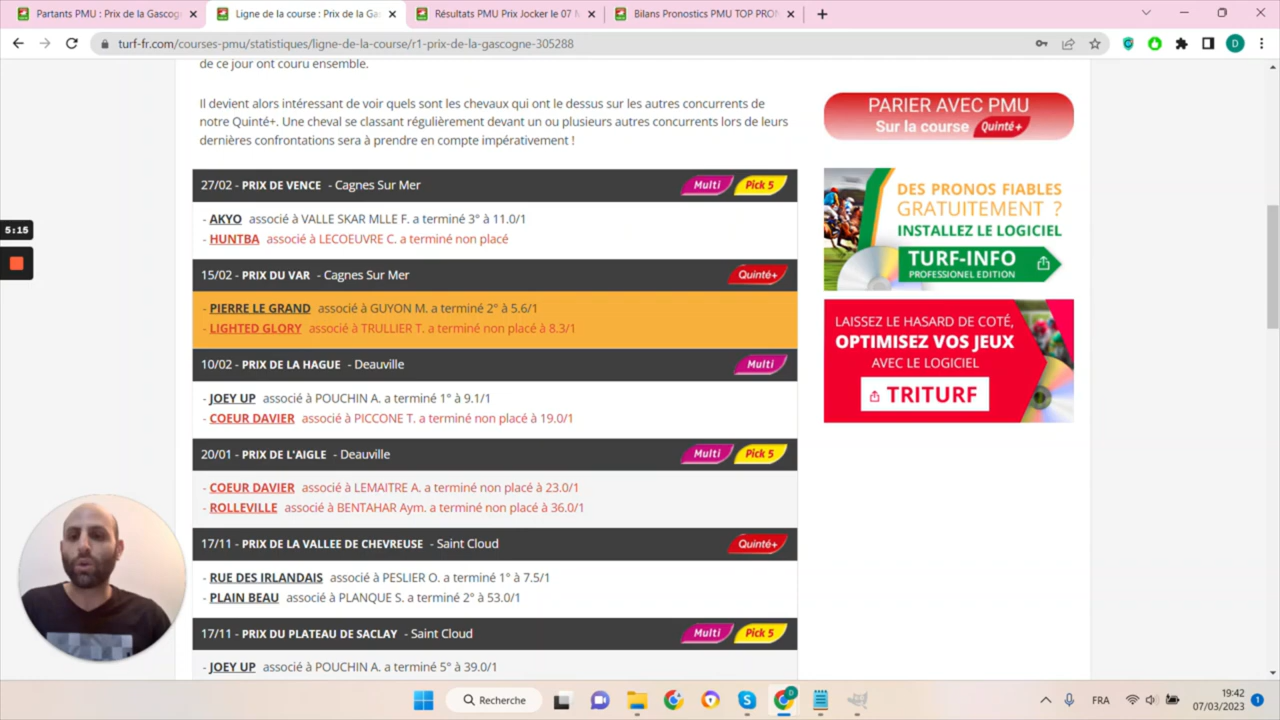 Partants PMU : Prix de la Gascogn
Ligne de la course : Prix de la Ga
Résultats PMU Prix Jocker le 07 M
Bilans Pronostics PMU TOP PRON
turf-fr.com/courses-pmu/statistiques/ligne-de-la-course/r1-prix-de-la-gascogne-305288
D
de ce jour ont couru ensemble.
Il devient alors intéressant de voir quels sont les chevaux qui ont le dessus sur les autres concurrents de
notre Quinté+. Une cheval se classant régulièrement devant un ou plusieurs autres concurrents lors de leurs
dernières confrontations sera à prendre en compte impérativement !
27/02 - PRIX DE VENCE - Cagnes Sur Mer Multi Pick 5
- AKYO associé à VALLE SKAR MLLE F. a terminé 3° à 11.0/1
- HUNTBA associé à LECOEUVRE C. a terminé non placé
15/02 - PRIX DU VAR - Cagnes Sur Mer Quinté+
- PIERRE LE GRAND associé à GUYON M. a terminé 2° à 5.6/1
- LIGHTED GLORY associé à TRULLIER T. a terminé non placé à 8.3/1
10/02 - PRIX DE LA HAGUE - Deauville Multi
- JOEY UP associé à POUCHIN A. a terminé 1° à 9.1/1
- COEUR DAVIER associé à PICCONE T. a terminé non placé à 19.0/1
20/01 - PRIX DE L'AIGLE - Deauville Multi Pick 5
- COEUR DAVIER associé à LEMAITRE A. a terminé non placé à 23.0/1
- ROLLEVILLE associé à BENTAHAR Aym. a terminé non placé à 36.0/1
17/11 - PRIX DE LA VALLEE DE CHEVREUSE - Saint Cloud Quinté+
- RUE DES IRLANDAIS associé à PESLIER O. a terminé 1° à 7.5/1
- PLAIN BEAU associé à PLANQUE S. a terminé 2° à 53.0/1
17/11 - PRIX DU PLATEAU DE SACLAY - Saint Cloud Multi Pick 5
- JOEY UP associé à POUCHIN A. a terminé 5° à 39.0/1
PARIER AVEC PMU
Sur la course Quinté+
DES PRONOS FIABLES
GRATUITEMENT ?
INSTALLEZ LE LOGICIEL
TURF-INFO
PROFESSIONEL EDITION
LAISSEZ LE HASARD DE COTÉ,
OPTIMISEZ VOS JEUX
AVEC LE LOGICIEL
TRITURF
5:15
Recherche
D
FRA
19:42
07/03/2023
1